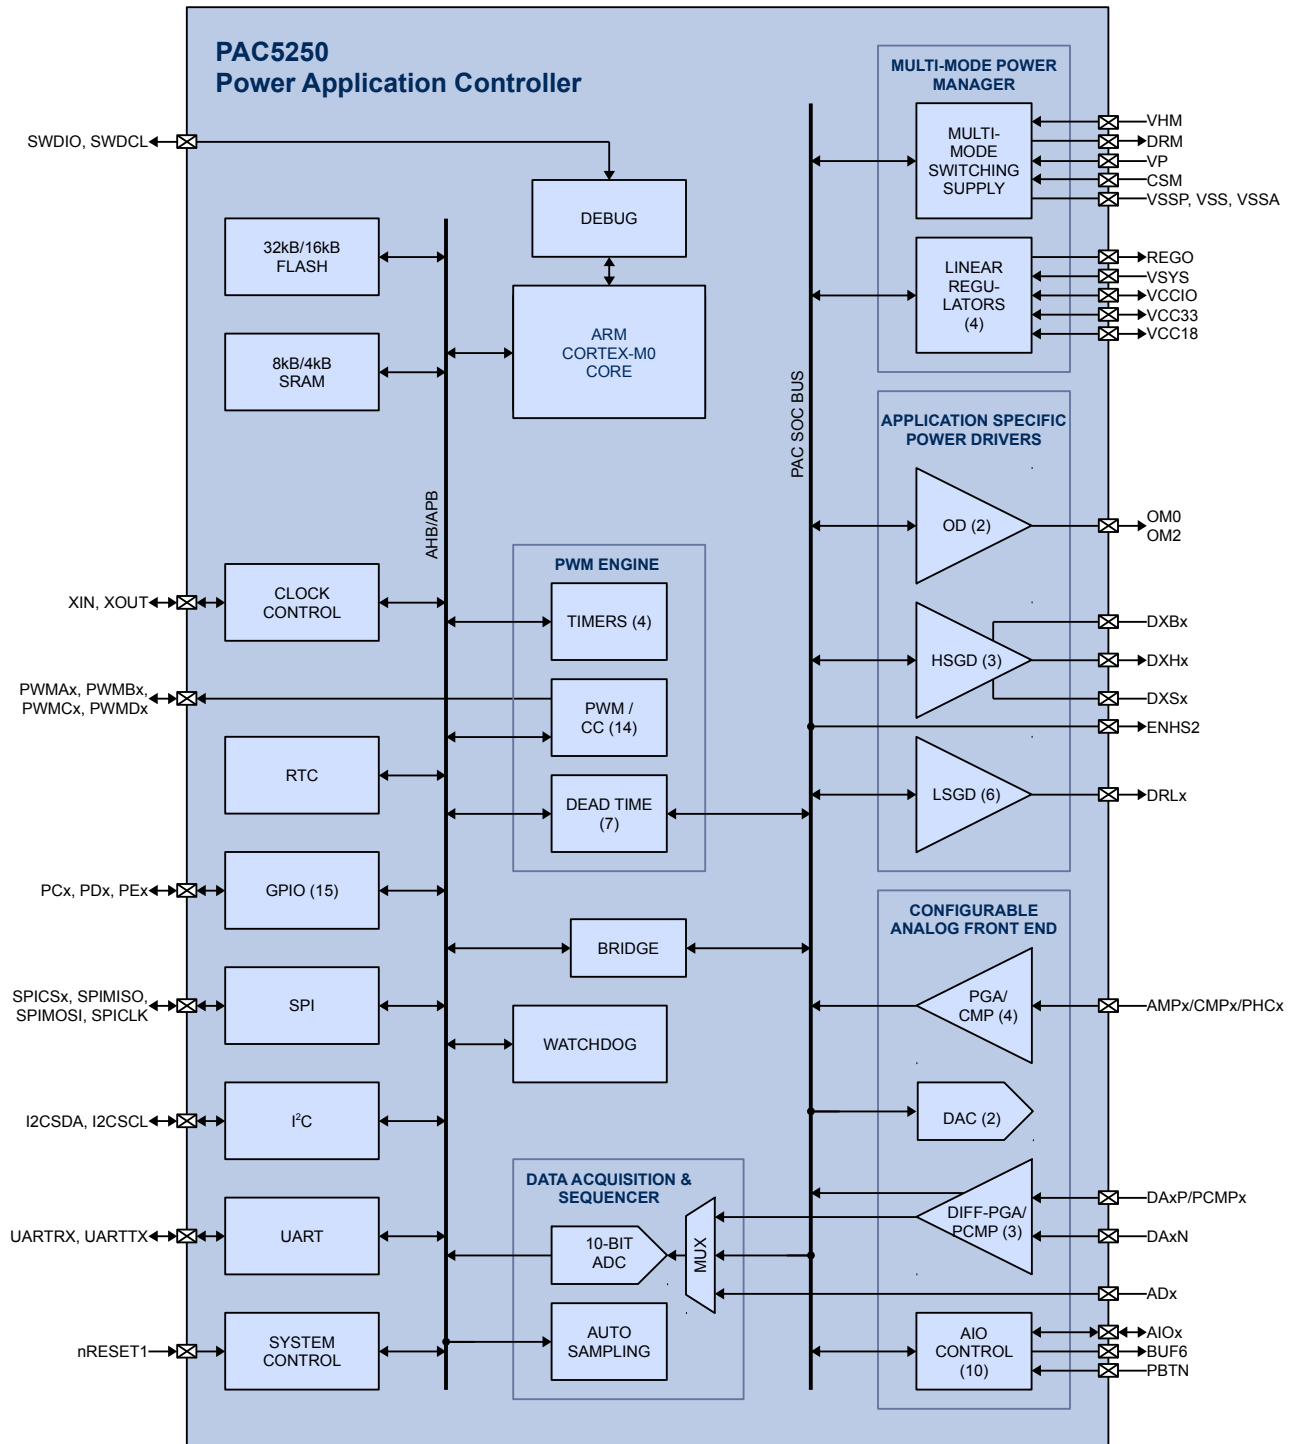 PAC5250
Power Application Controller
MULTI-MODE POWER
MANAGER
SWDIO, SWDCL
DEBUG
32kB/16kB
FLASH
8kB/4kB
SRAM
ARM
CORTEX-M0
CORE
AHB/APB
PAC SOC BUS
MULTI-
MODE
SWITCHING
SUPPLY
VHM
DRM
VP
CSM
VSSP, VSS, VSSA
LINEAR
REGU-
LATORS
(4)
REGO
VSYS
VCCIO
VCC33
VCC18
APPLICATION SPECIFIC
POWER DRIVERS
OD (2)
OM0
OM2
HSGD (3)
DXBx
DXHx
DXSx
ENHS2
LSGD (6)
DRLx
XIN, XOUT
CLOCK
CONTROL
PWM ENGINE
TIMERS (4)
PWMAx, PWMBx,
PWMCx, PWMDx
PWM /
CC (14)
RTC
DEAD TIME
(7)
PCx, PDx, PEx
GPIO (15)
BRIDGE
CONFIGURABLE
ANALOG FRONT END
PGA/
CMP (4)
AMPx/CMPx/PHCx
SPICSx, SPIMISO,
SPIMOSI, SPICLK
SPI
WATCHDOG
I2CSDA, I2CSCL
I²C
DAC (2)
DATA ACQUISITION &
SEQUENCER
UARTRX, UARTTX
UART
10-BIT
ADC
MUX
DIFF-PGA/
PCMP (3)
DAxP/PCMPx
DAxN
ADx
nRESET1
SYSTEM
CONTROL
AUTO
SAMPLING
AIO
CONTROL
(10)
AIOx
BUF6
PBTN